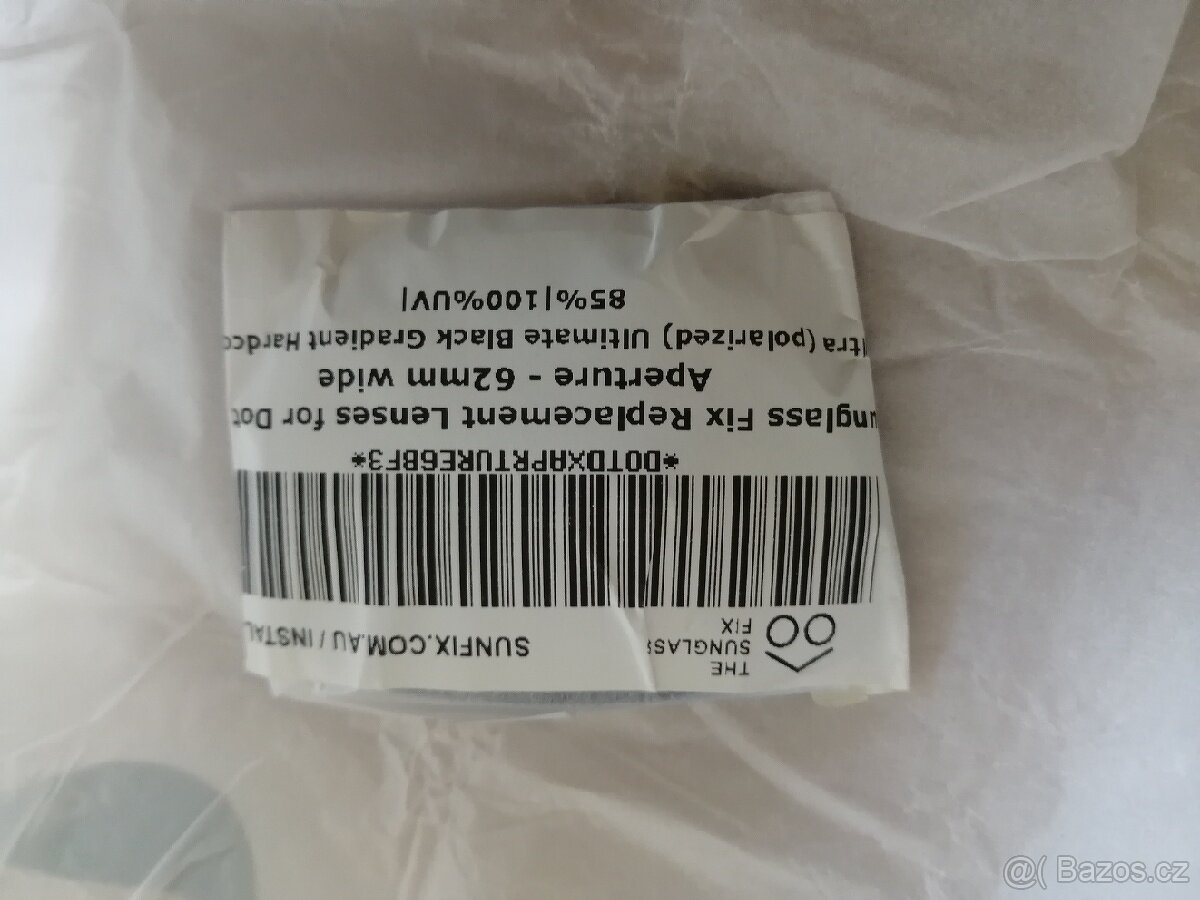 THE
SUNGLASS
FIX
SUNFIX.COM.AU / INSTAL
*DOTDXAPRTURE6BF3*
unglass Fix Replacement Lenses for Dot
Aperture - 62mm wide
ltra (polarized) Ultimate Black Gradient Hardco
85%|100%UV|
@( Bazos.cz